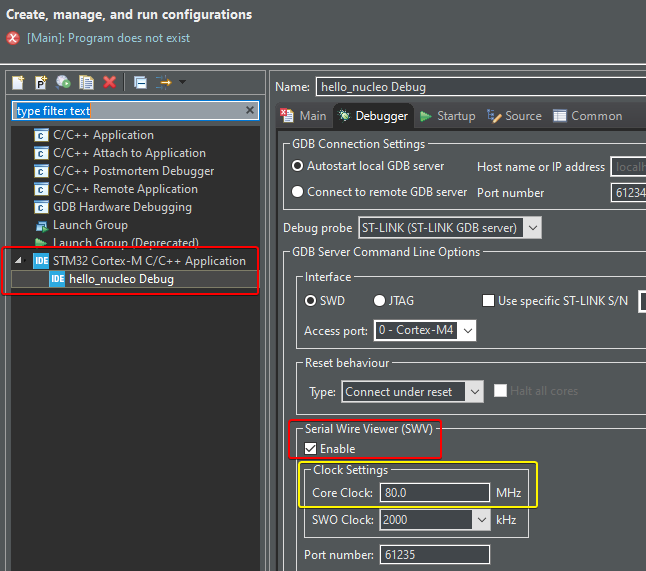 Create, manage, and run configurations
[Main]: Program does not exist
type filter text
C/C++ Application
C/C++ Attach to Application
C/C++ Postmortem Debugger
C/C++ Remote Application
GDB Hardware Debugging
Launch Group
Launch Group (Deprecated)
IDE STM32 Cortex-M C/C++ Application
IDE hello_nucleo Debug
Name: hello_nucleo Debug
Main Debugger Startup Source Common
GDB Connection Settings
Autostart local GDB server Host name or IP address localh
Connect to remote GDB server Port number 61234
Debug probe ST-LINK (ST-LINK GDB server)
GDB Server Command Line Options
Interface
SWD JTAG Use specific ST-LINK S/N
Access port: 0 - Cortex-M4
Reset behaviour
Type: Connect under reset Halt all cores
Serial Wire Viewer (SWV)
Enable
Clock Settings
Core Clock: 80.0 MHz
SWO Clock: 2000 kHz
Port number: 61235